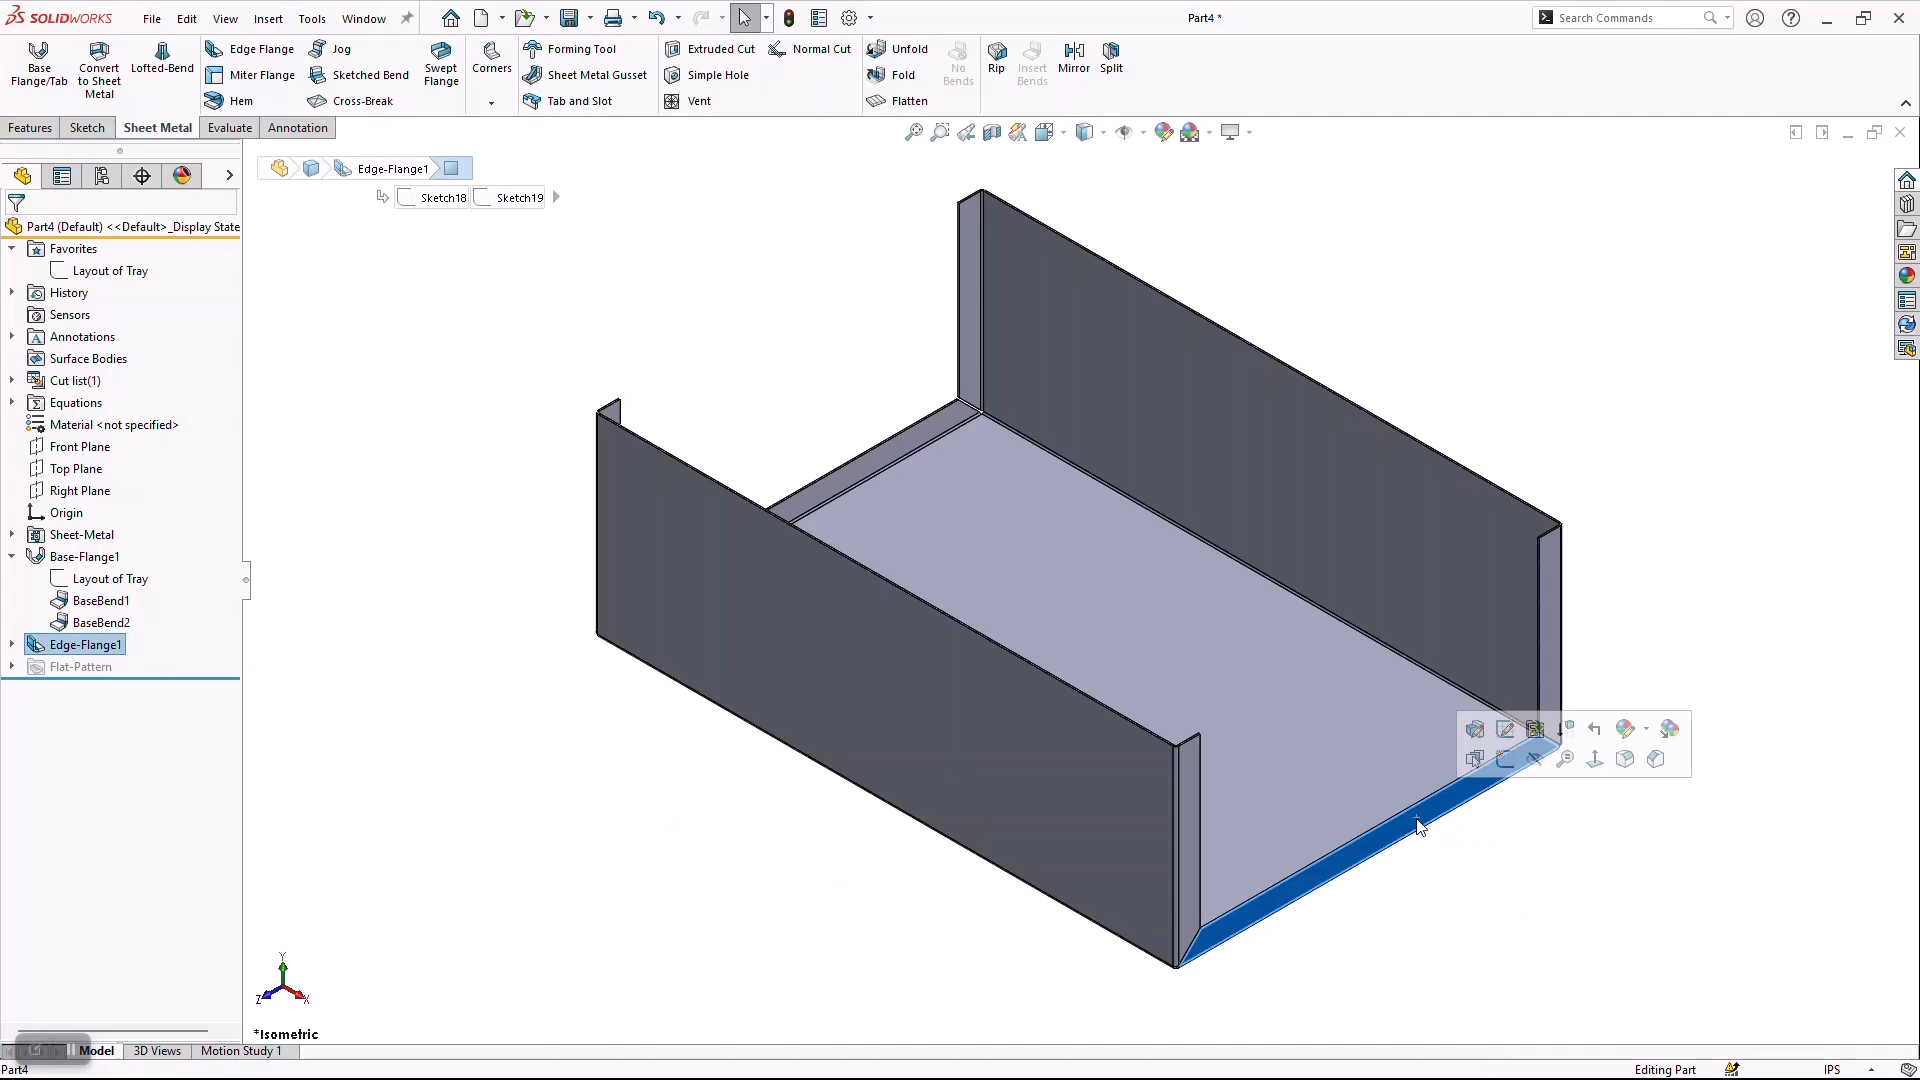 SOLIDWORKS
File Edit View Insert Tools Window
Part4 *
Search Commands
Base Flange/Tab
Convert to Sheet Metal
Lofted-Bend
Edge Flange
Miter Flange
Hem
Jog
Sketched Bend
Cross-Break
Swept Flange
Corners
Forming Tool
Sheet Metal Gusset
Tab and Slot
Extruded Cut
Simple Hole
Vent
Normal Cut
Unfold
Fold
Flatten
No Bends
Rip
Insert Bends
Mirror
Split
Features Sketch Sheet Metal Evaluate Annotation
Edge-Flange1
Sketch18 Sketch19
Part4 (Default) <<Default>_Display State
Favorites
Layout of Tray
History
Sensors
Annotations
Surface Bodies
Cut list(1)
Equations
Material <not specified>
Front Plane
Top Plane
Right Plane
Origin
Sheet-Metal
Base-Flange1
Layout of Tray
BaseBend1
BaseBend2
Edge-Flange1
Flat-Pattern
Y
Z
X
*Isometric
Model 3D Views Motion Study 1
Part4
Editing Part
IPS